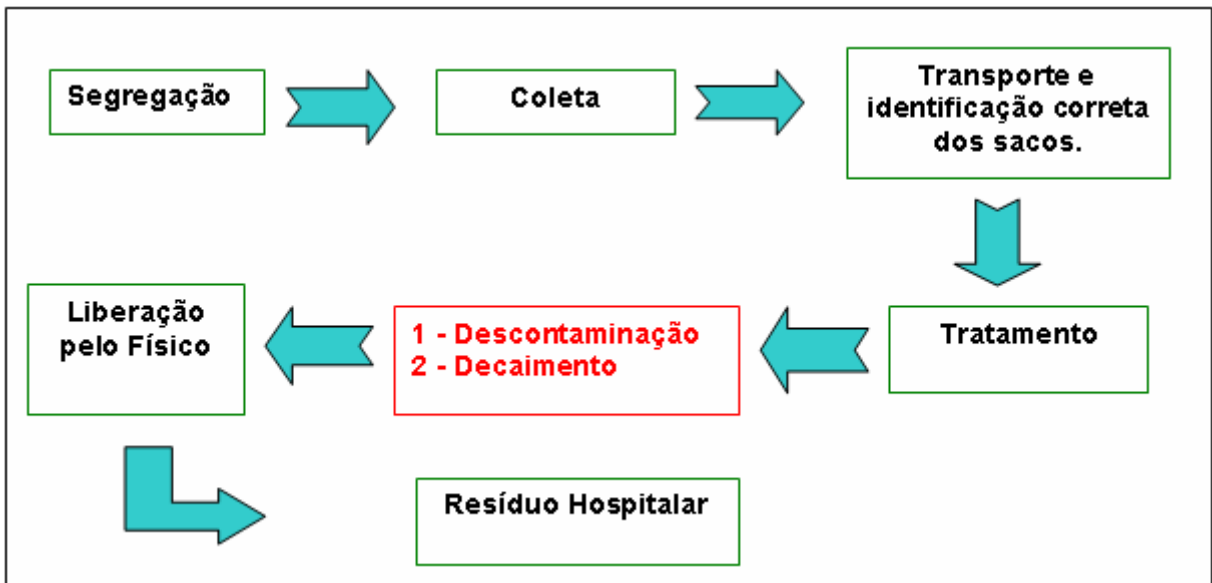 Segregação
Coleta
Transporte e
identificação correta
dos sacos.
Tratamento
1 - Descontaminação
2 - Decaimento
Liberação
pelo Físico
Resíduo Hospitalar